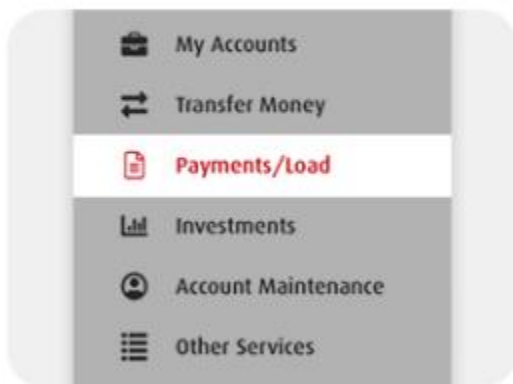 My Accounts
Transfer Money
Payments/Load
Investments
Account Maintenance
Other Services